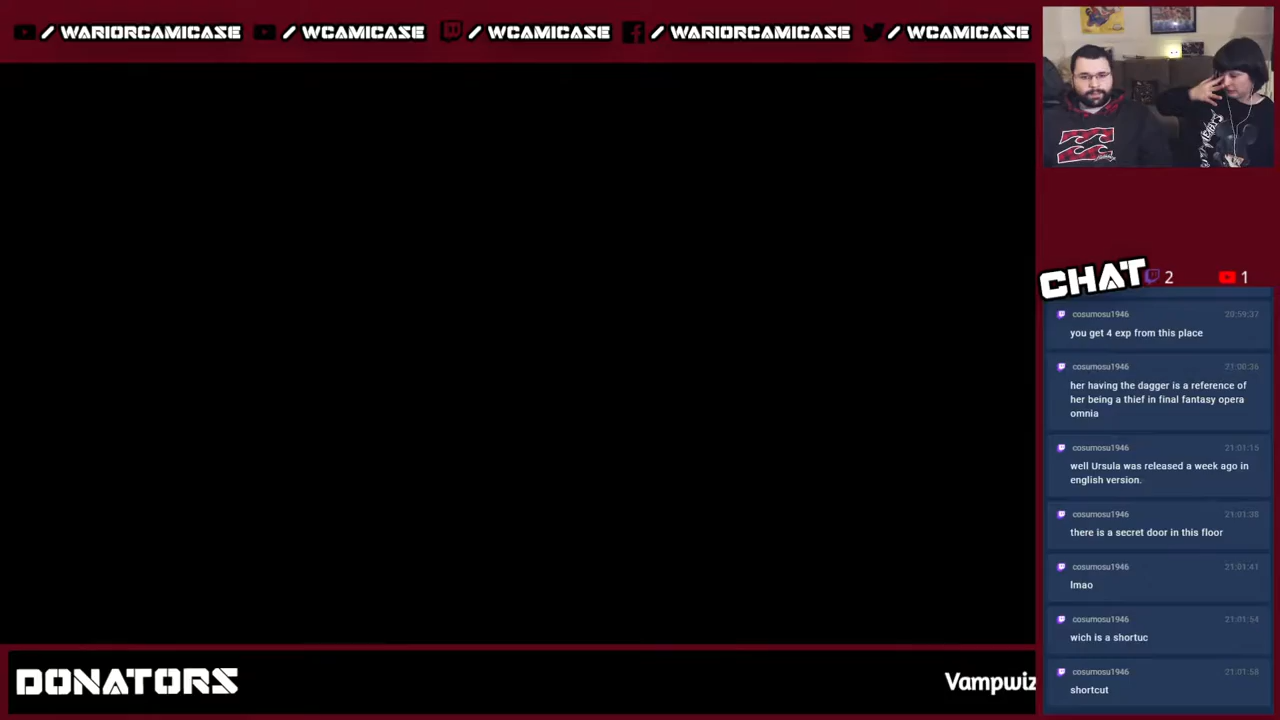 / WARIORCAMICASE / WCAMICASE / WCAMICASE / WARIORCAMICASE / WCAMICASE
CHAT 2 1
cosumosu1946 20:59:37
you get 4 exp from this place
cosumosu1946 21:00:36
her having the dagger is a reference of
her being a thief in final fantasy opera
omnia
cosumosu1946 21:01:15
well Ursula was released a week ago in
english version.
cosumosu1946 21:01:38
there is a secret door in this floor
cosumosu1946 21:01:41
lmao
cosumosu1946 21:01:54
wich is a shortuc
cosumosu1946 21:01:58
shortcut
DONATORS Vampwiz